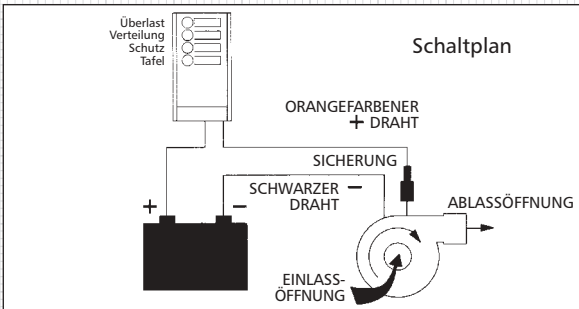 Überlast
Verteilung
Schutz
Tafel
Schaltplan
ORANGEFARBENER
+ DRAHT
SICHERUNG
SCHWARZER −
DRAHT
+ −
ABLASSÖFFNUNG
EINLASS-
ÖFFNUNG